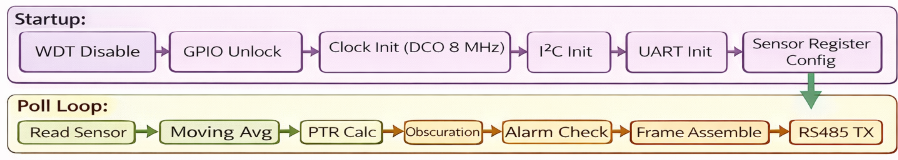 Startup:
WDT Disable
GPIO Unlock
Clock Init (DCO 8 MHz)
I²C Init
UART Init
Sensor Register
Config
Poll Loop:
Read Sensor
Moving Avg
PTR Calc
Obscuration
Alarm Check
Frame Assemble
RS485 TX